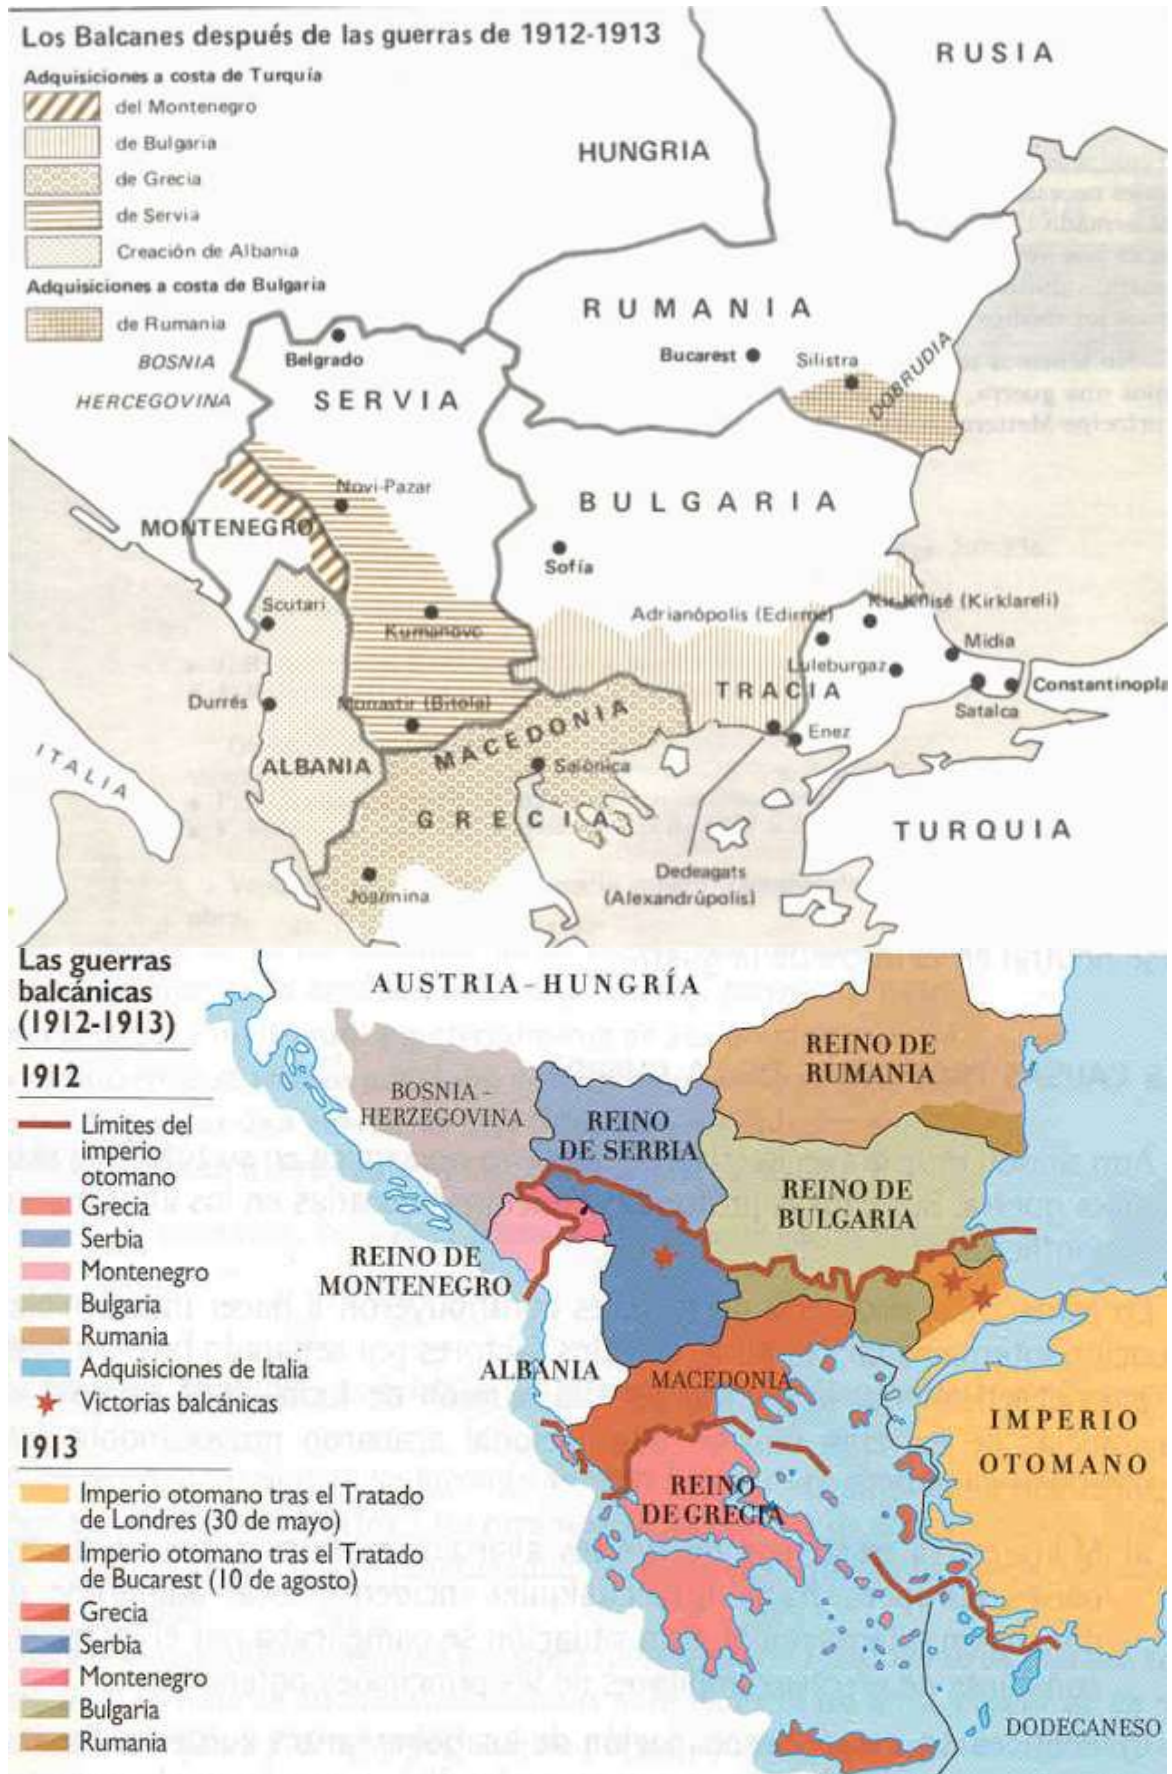 Los Balcanes después de las guerras de 1912-1913
Adquisiciones a costa de Turquía
del Montenegro
de Bulgaria
de Grecia
de Servia
Creación de Albania
Adquisiciones a costa de Bulgaria
de Rumania
RUSIA
HUNGRIA
RUMANIA
Bucarest
Silistra
DOBRUDIA
BOSNIA
HERCEGOVINA
Belgrado
SERVIA
Novi-Pazar
MONTENEGRO
BULGARIA
Sofía
Scutari
Kumanovo
Adrianópolis (Edirne)
Kir-Kilisé (Kirklareli)
Midia
Luleburgaz
TRACIA
Constantinopla
Satalca
Durrés
Monastir (Bitola)
Enez
ITALIA
ALBANIA
MACEDONIA
Salónica
GRECIA
TURQUIA
Dedeagats
(Alexandrúpolis)
Joannina
Las guerras
balcánicas
(1912-1913)
1912
Límites del
imperio
otomano
Grecia
Serbia
Montenegro
Bulgaria
Rumania
Adquisiciones de Italia
Victorias balcánicas
1913
Imperio otomano tras el Tratado
de Londres (30 de mayo)
Imperio otomano tras el Tratado
de Bucarest (10 de agosto)
Grecia
Serbia
Montenegro
Bulgaria
Rumania
AUSTRIA-HUNGRÍA
BOSNIA -
HERZEGOVINA
REINO
DE SERBIA
REINO DE
RUMANIA
REINO DE
BULGARIA
REINO DE
MONTENEGRO
ALBANIA
MACEDONIA
REINO
DE GRECIA
IMPERIO
OTOMANO
DODECANESO